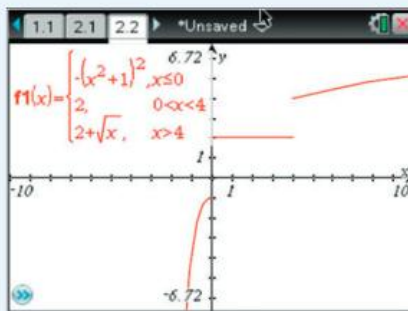 1.1 2.1 2.2 *Unsaved
6.72 y
f1(x)={-(x²+1)², x≤0
2, 0<x<4
2+√x, x>4
1
x
-10 1 10
-6.72